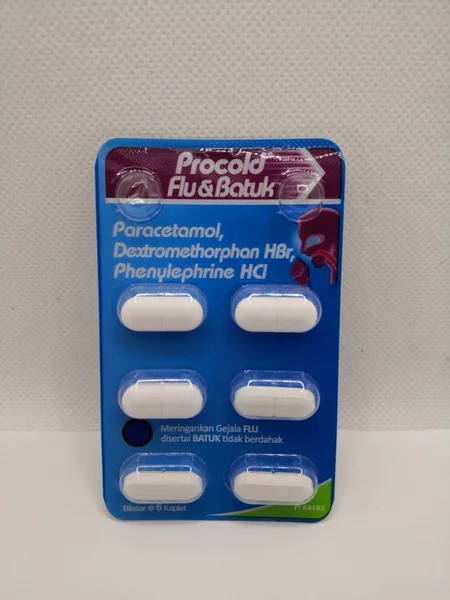 Procold
Flu & Batuk
Paracetamol,
Dextromethorphan HBr,
Phenylephrine HCl
Meringankan Gejala FLU
disertai BATUK tidak berdahak
Blister @ 6 Kaplet
KALBE